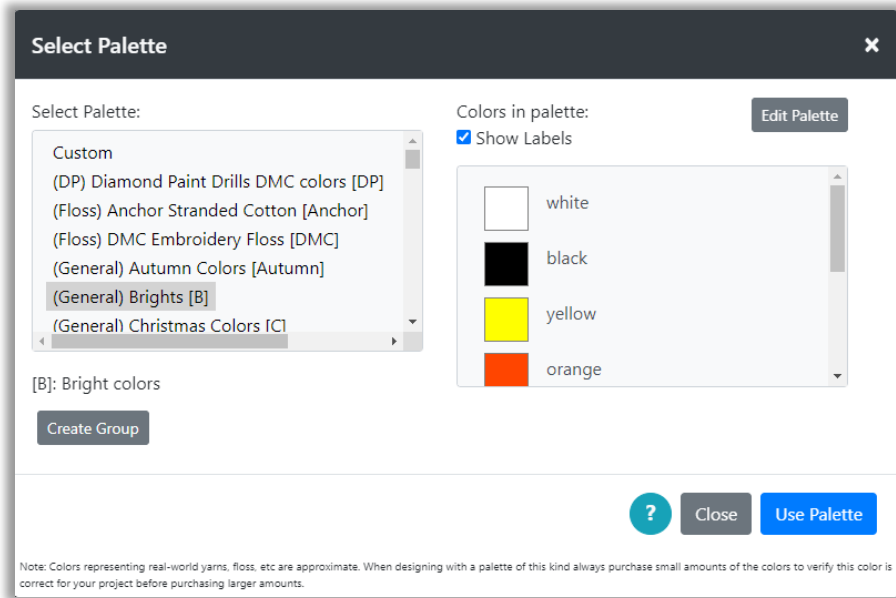 Select Palette
×
Select Palette:
Custom
(DP) Diamond Paint Drills DMC colors [DP]
(Floss) Anchor Stranded Cotton [Anchor]
(Floss) DMC Embroidery Floss [DMC]
(General) Autumn Colors [Autumn]
(General) Brights [B]
(General) Christmas Colors [C]
[B]: Bright colors
Create Group
Colors in palette:
Edit Palette
Show Labels
white
black
yellow
orange
?
Close
Use Palette
Note: Colors representing real-world yarns, floss, etc are approximate. When designing with a palette of this kind always purchase small amounts of the colors to verify this color is
correct for your project before purchasing larger amounts.